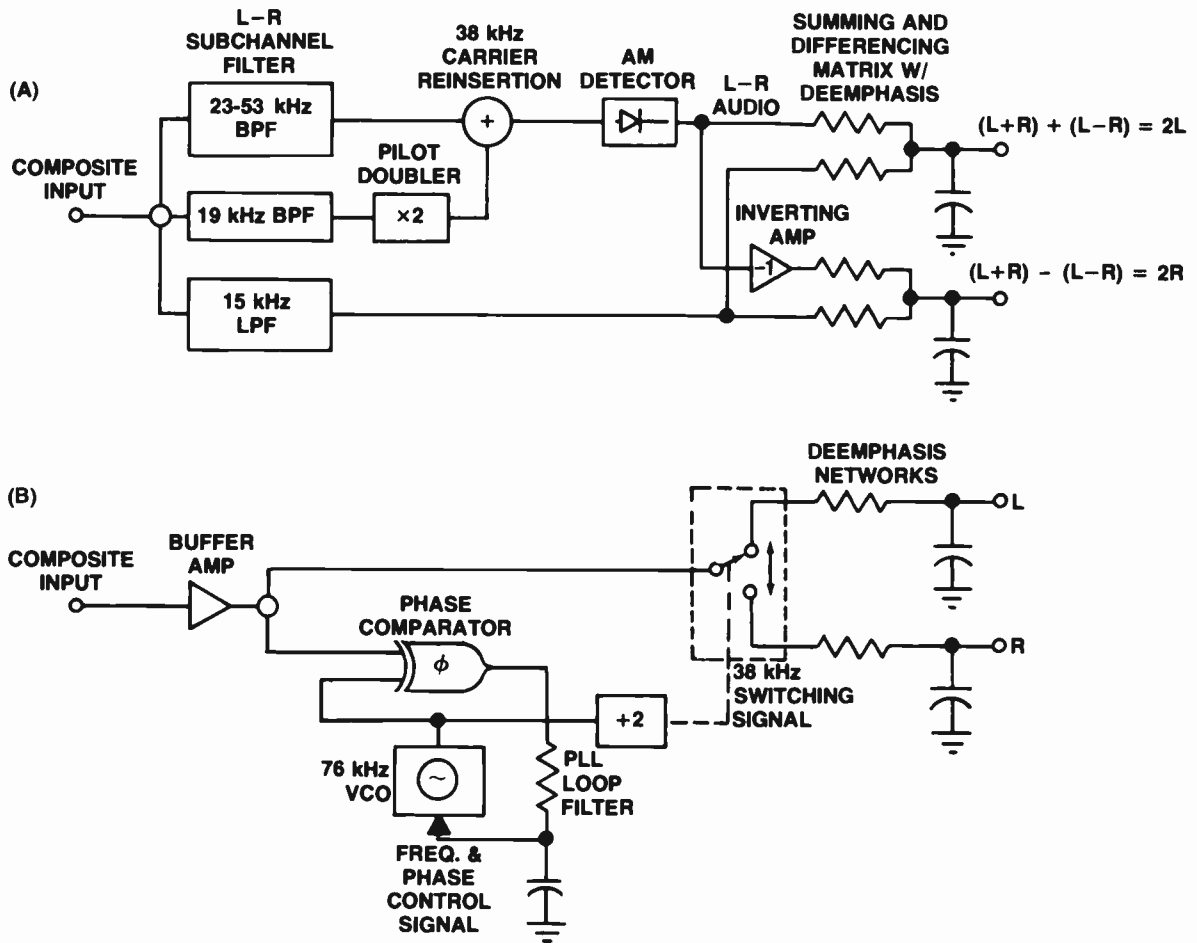 (A)
L-R
SUBCHANNEL
FILTER
23-53 kHz
BPF
38 kHz
CARRIER
REINSERTION
+
AM
DETECTOR
L-R
AUDIO
SUMMING AND
DIFFERENCING
MATRIX W/
DEEMPHASIS
(L+R) + (L-R) = 2L
COMPOSITE
INPUT
19 kHz BPF
PILOT
DOUBLER
×2
INVERTING
AMP
-1
(L+R) - (L-R) = 2R
15 kHz
LPF
(B)
COMPOSITE
INPUT
BUFFER
AMP
PHASE
COMPARATOR
φ
DEEMPHASIS
NETWORKS
L
R
38 kHz
SWITCHING
SIGNAL
+2
76 kHz
VCO
~
PLL
LOOP
FILTER
FREQ. &
PHASE
CONTROL
SIGNAL